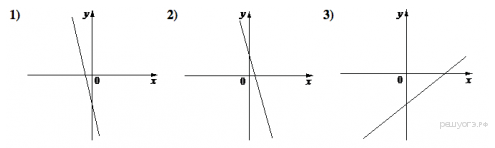 1) y 0 x
2) y 0 x
3) y 0 x
решуогэ.рф